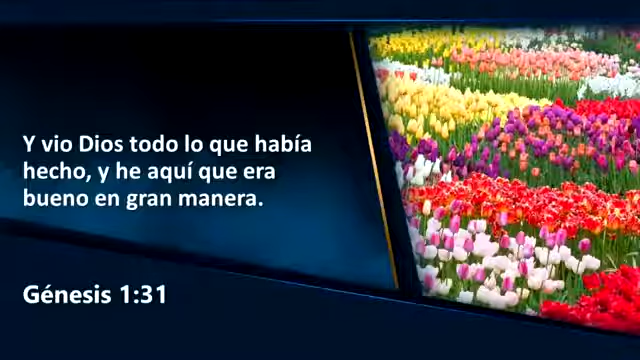 Y vio Dios todo lo que había
hecho, y he aquí que era
bueno en gran manera.
Génesis 1:31